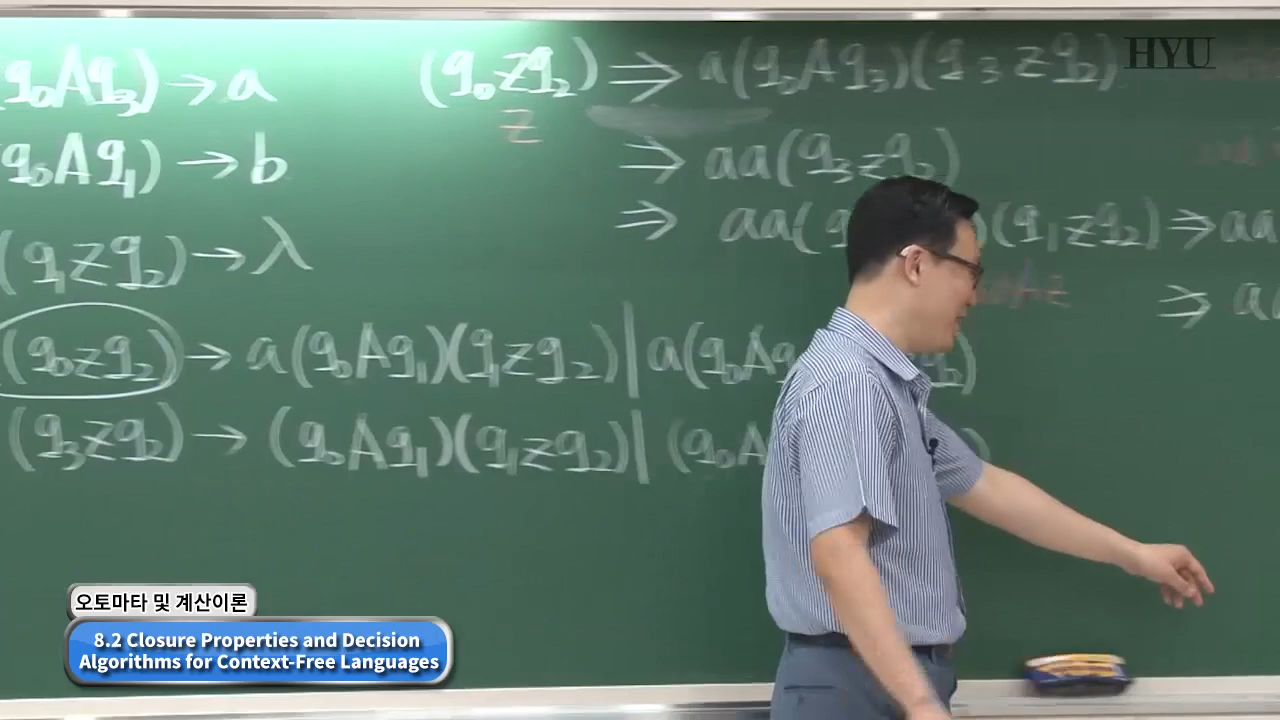 (q₀Aq₃) → a
(q₀Aq₁) → b
(q₁zq₂) → λ
(q₀zq₂) → a(q₀Aq₁)(q₁zq₂) | a(q₀Aq
(q₃zq₂) → (q₀Aq₁)(q₁zq₂) | (q₀A
(q₀zq₂) ⇒ a(q₀Aq₃)(q₃zq₂)
z
⇒ aa(q₃zq₂)
⇒ aa(q )(q₁zq₂) ⇒ aa
⇒ a
HYU
오토마타 및 계산이론
8.2 Closure Properties and Decision
Algorithms for Context-Free Languages